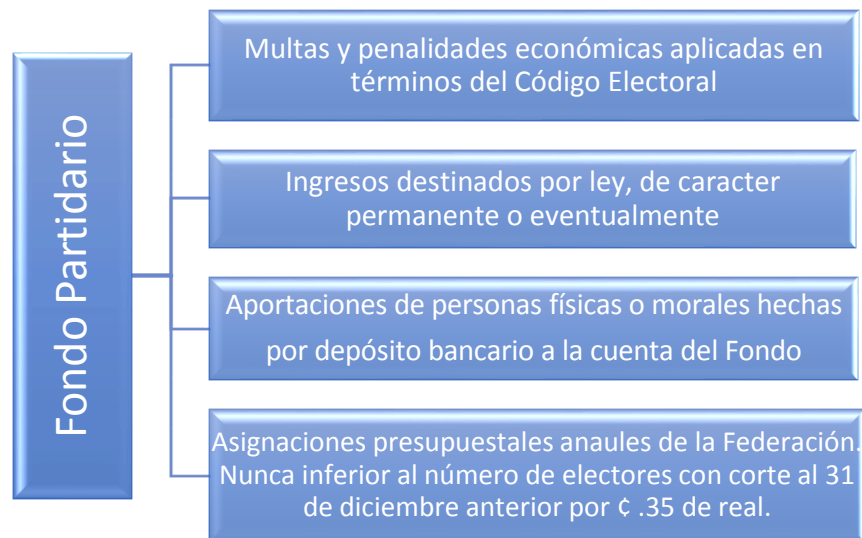 Fondo Partidario
Multas y penalidades económicas aplicadas en
términos del Código Electoral
Ingresos destinados por ley, de caracter
permanente o eventualmente
Aportaciones de personas físicas o morales hechas
por depósito bancario a la cuenta del Fondo
Asignaciones presupuestales anaules de la Federación.
Nunca inferior al número de electores con corte al 31
de diciembre anterior por ¢ .35 de real.